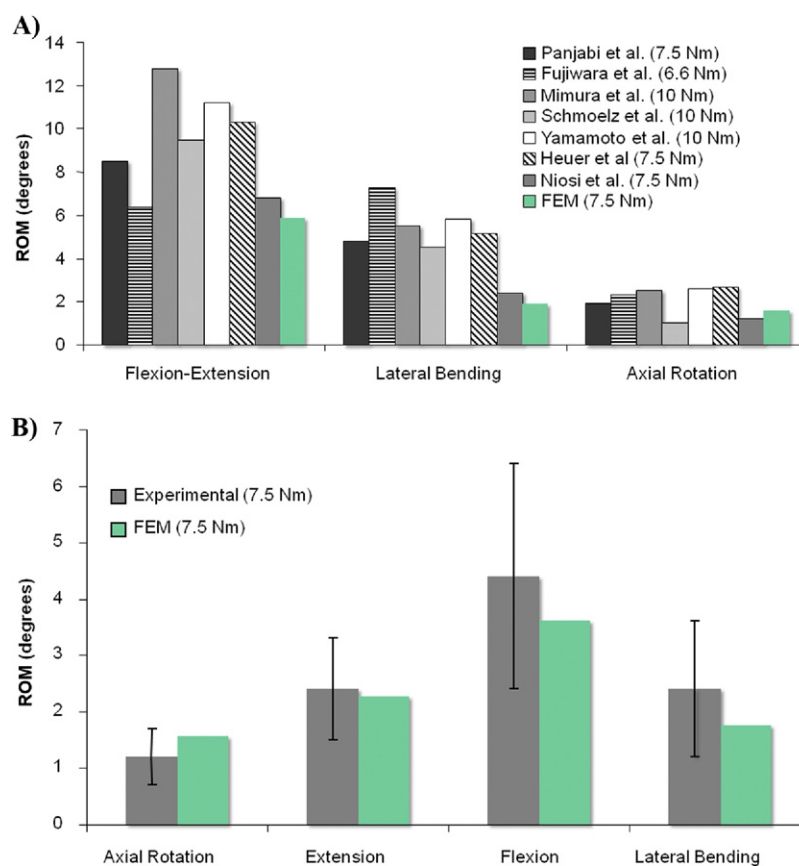 A)
14
12
10
8
6
4
2
0
ROM (degrees)
Panjabi et al. (7.5 Nm)
Fujiwara et al. (6.6 Nm)
Mimura et al. (10 Nm)
Schmoelz et al. (10 Nm)
Yamamoto et al. (10 Nm)
Heuer et al (7.5 Nm)
Niosi et al. (7.5 Nm)
FEM (7.5 Nm)
Flexion-Extension Lateral Bending Axial Rotation
B)
7
6
5
4
3
2
1
0
ROM (degrees)
Experimental (7.5 Nm)
FEM (7.5 Nm)
Axial Rotation Extension Flexion Lateral Bending